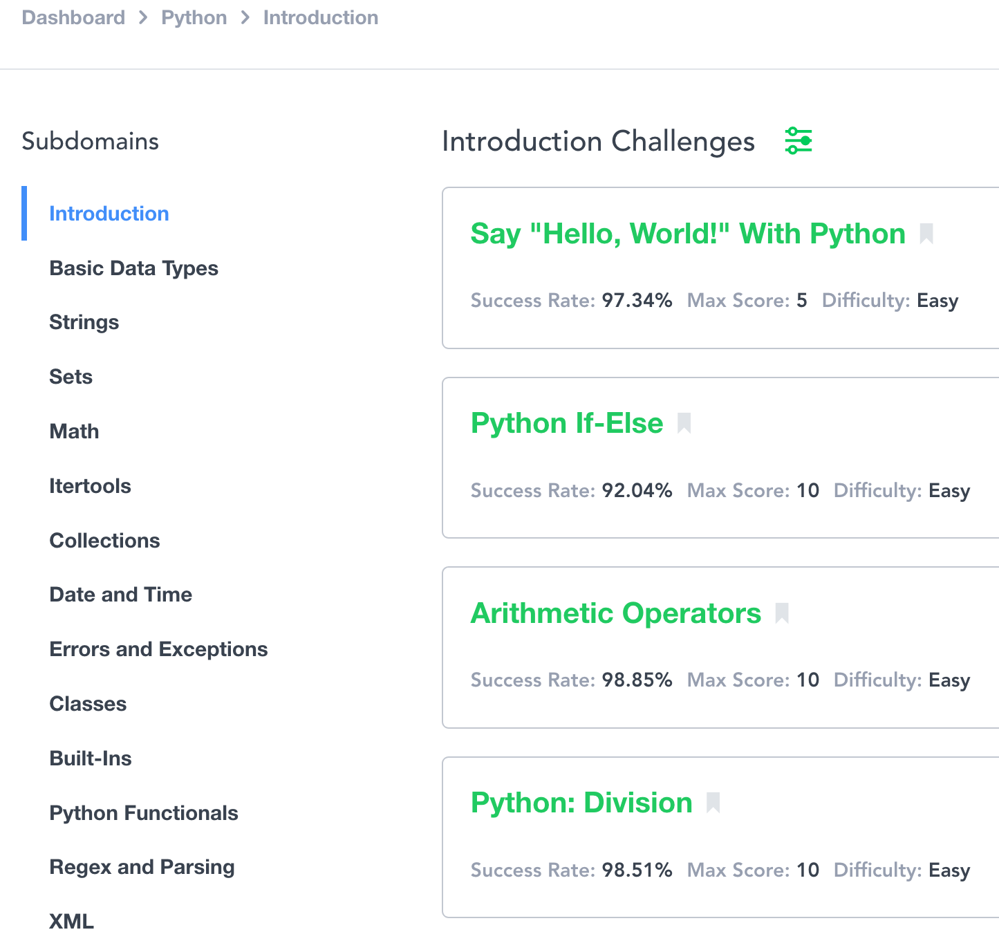 Dashboard > Python > Introduction
Subdomains
Introduction
Basic Data Types
Strings
Sets
Math
Itertools
Collections
Date and Time
Errors and Exceptions
Classes
Built-Ins
Python Functionals
Regex and Parsing
XML
Introduction Challenges
Say "Hello, World!" With Python
Success Rate: 97.34% Max Score: 5 Difficulty: Easy
Python If-Else
Success Rate: 92.04% Max Score: 10 Difficulty: Easy
Arithmetic Operators
Success Rate: 98.85% Max Score: 10 Difficulty: Easy
Python: Division
Success Rate: 98.51% Max Score: 10 Difficulty: Easy